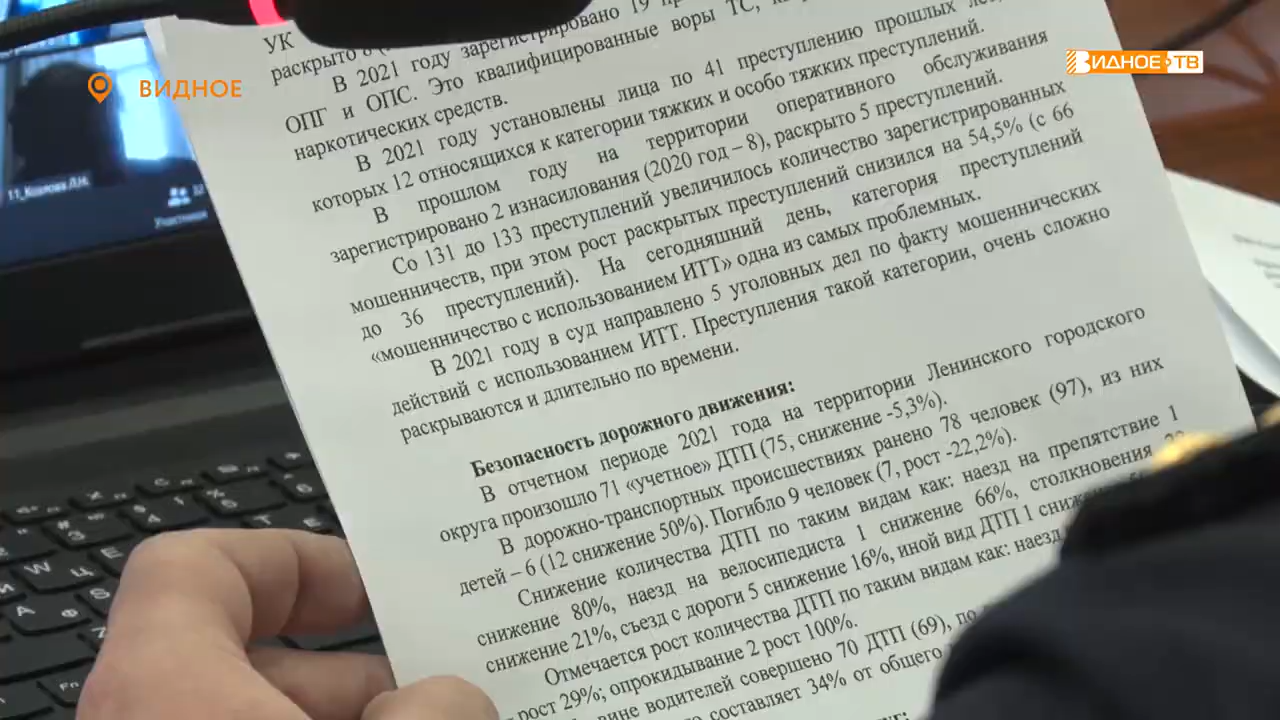 ВИДНОЕ
ВИДНОЕ ТВ
11_Козлова Л.Н.
32
Участники
УК
раскрыто
В 2021 году зарегистрировано 19
ОПГ и ОПС. Это квалифицированные воры ТС,
наркотических средств.
В 2021 году установлены лица по 41 преступлению прошлых
которых 12 относящихся к категории тяжких и особо тяжких преступлений.
В прошлом году на территории оперативного обслуживания
зарегистрировано 2 изнасилования (2020 год – 8), раскрыто 5 преступлений.
Со 131 до 133 преступлений увеличилось количество зарегистрированных
мошенничеств, при этом рост раскрытых преступлений снизился на 54,5% (с 66
до 36 преступлений). На сегодняшний день, категория преступлений
«мошенничество с использованием ИТТ» одна из самых проблемных.
В 2021 году в суд направлено 5 уголовных дел по факту мошеннических
действий с использованием ИТТ. Преступления такой категории, очень сложно
раскрываются и длительно по времени.
Безопасность дорожного движения:
В отчетном периоде 2021 года на территории Ленинского городского
округа произошло 71 «учетное» ДТП (75, снижение -5,3%).
В дорожно-транспортных происшествиях ранено 78 человек (97), из них
детей – 6 (12 снижение 50%). Погибло 9 человек (7, рост -22,2%).
Снижение количества ДТП по таким видам как: наезд на препятствие 1
снижение 80%, наезд на велосипедиста 1 снижение 66%, столкновения
снижение 21%, съезд с дороги 5 снижение 16%, иной вид ДТП 1
Отмечается рост количества ДТП по таким видам как: наезд
рост 29%; опрокидывание 2 рост 100%.
вине водителей совершено 70 ДТП (69),
составляет 34% от общего